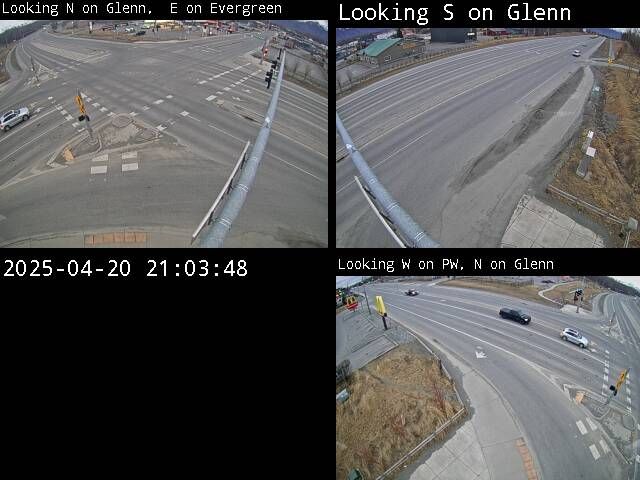 Looking N on Glenn,  E on Evergreen
Looking S on Glenn
2025-04-20 21:03:48
Looking W on PW, N on Glenn